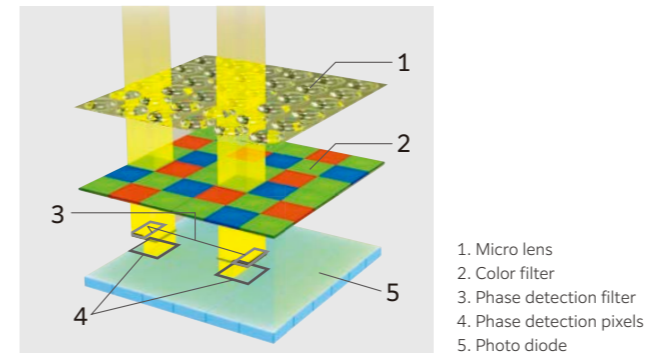 1
2
3
4
5
1. Micro lens
2. Color filter
3. Phase detection filter
4. Phase detection pixels
5. Photo diode